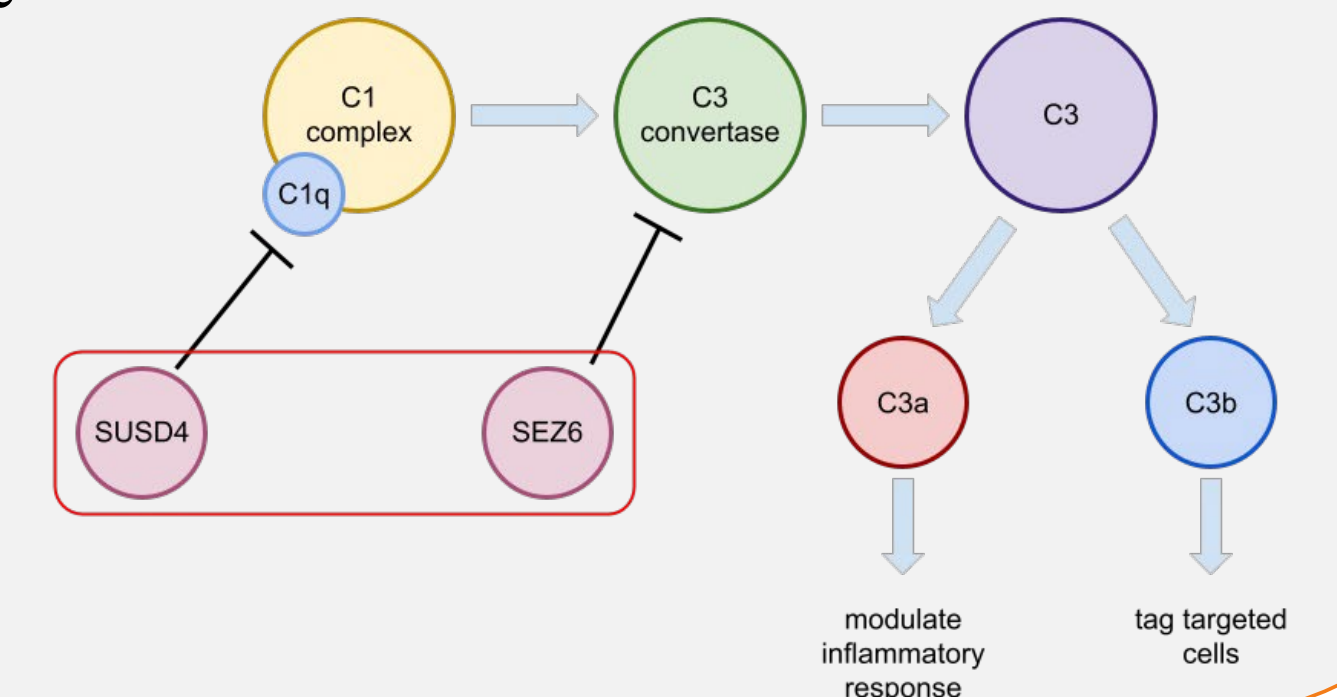 C1
complex
C1q
C3
convertase
C3
SUSD4
SEZ6
C3a
C3b
modulate
inflammatory
response
tag targeted
cells